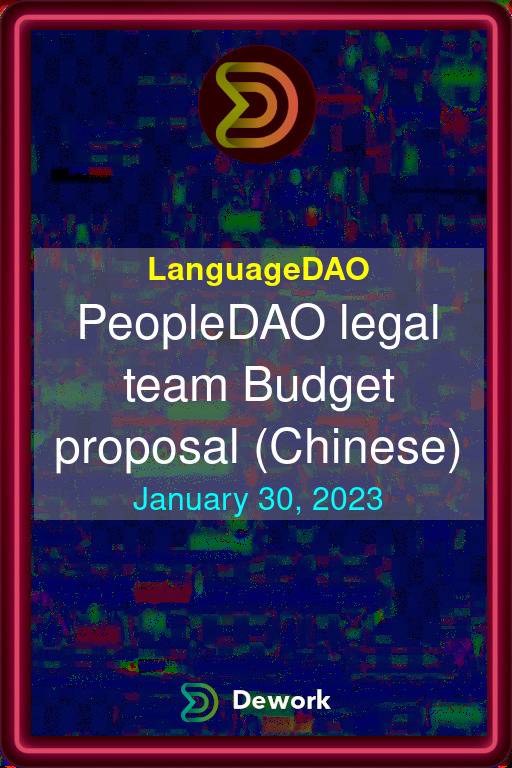 LanguageDAO
PeopleDAO legal
team Budget
proposal (Chinese)
January 30, 2023
Dework